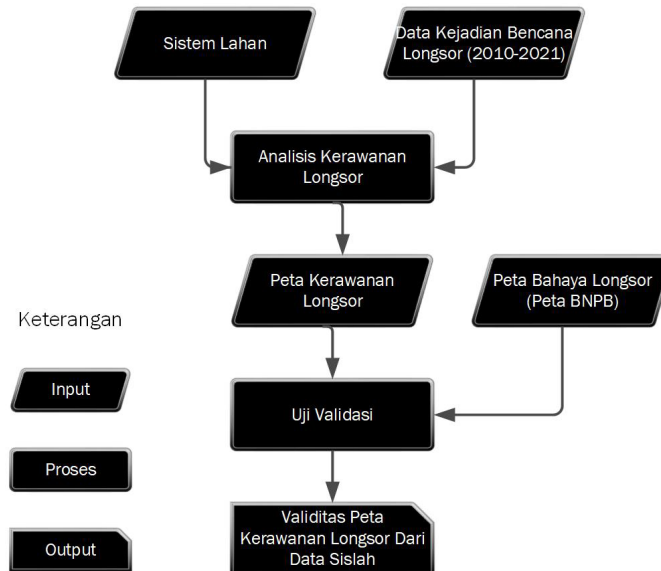 Sistem Lahan
Data Kejadian Bencana
Longsor (2010-2021)
Analisis Kerawanan
Longsor
Peta Kerawanan
Longsor
Peta Bahaya Longsor
(Peta BNPB)
Keterangan
Input
Uji Validasi
Proses
Validitas Peta
Kerawanan Longsor Dari
Data Sislah
Output